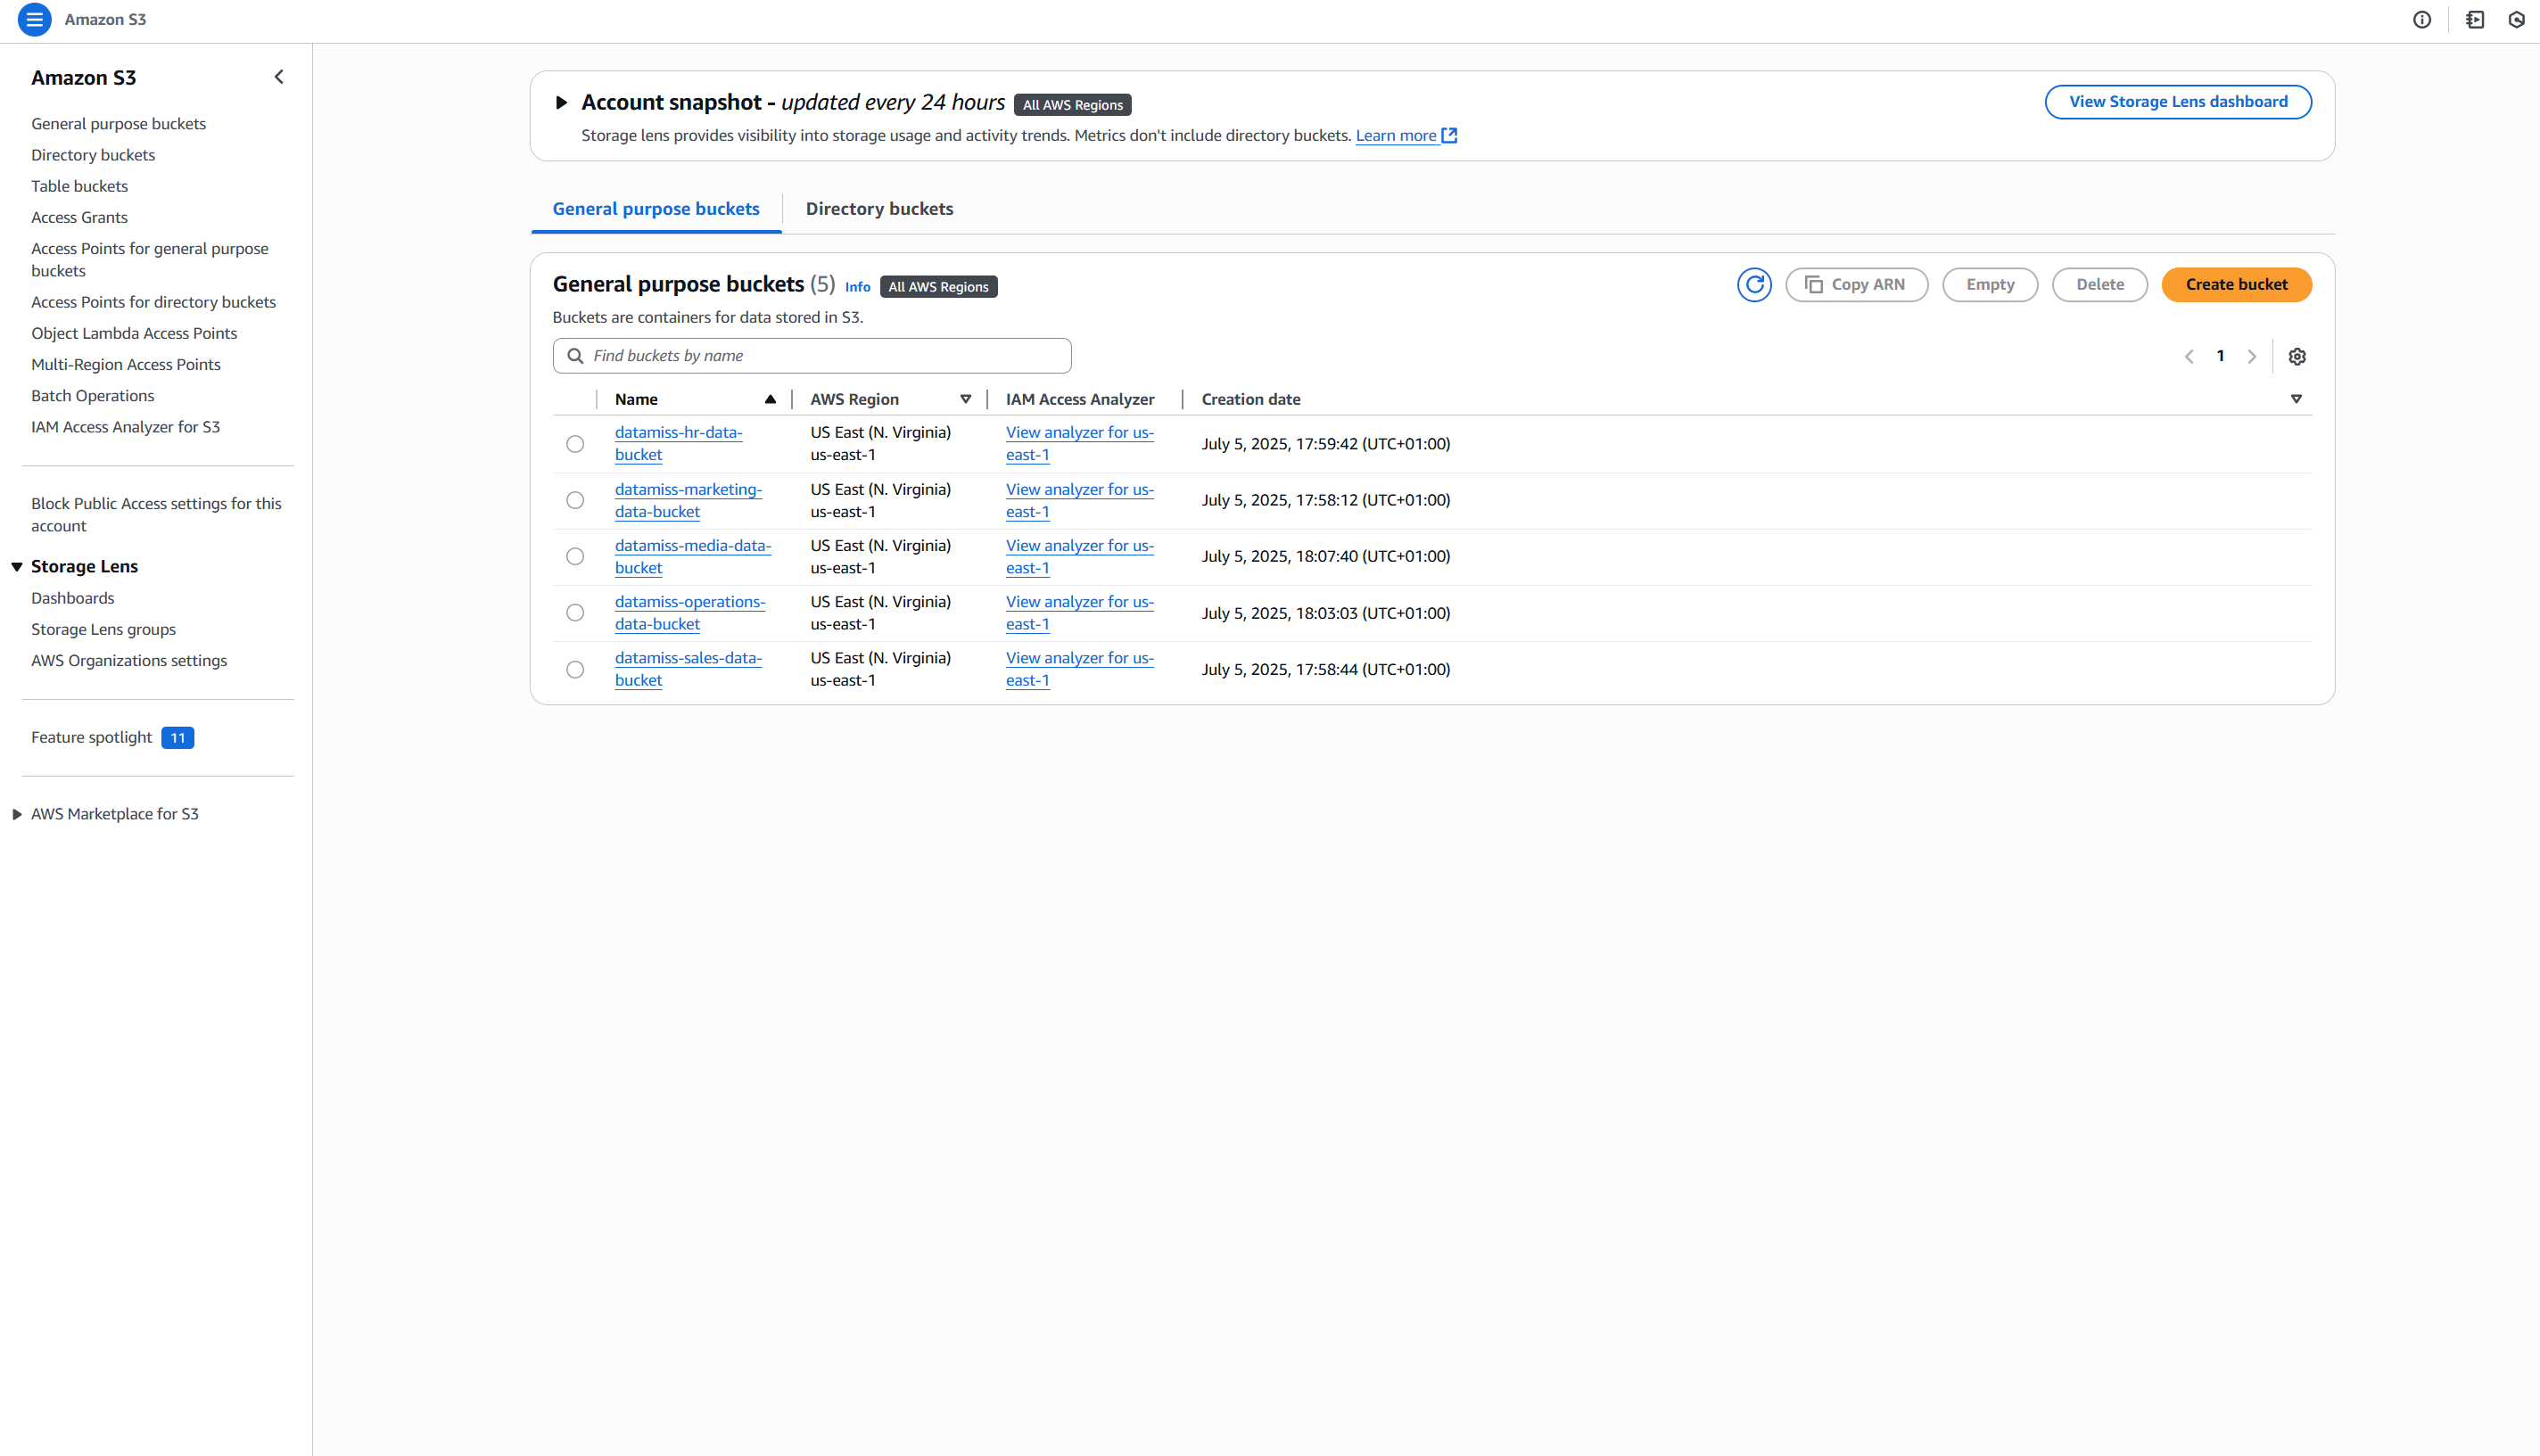 Amazon S3
Amazon S3
General purpose buckets
Directory buckets
Table buckets
Access Grants
Access Points for general purpose
buckets
Access Points for directory buckets
Object Lambda Access Points
Multi-Region Access Points
Batch Operations
IAM Access Analyzer for S3
Block Public Access settings for this
account
Storage Lens
Dashboards
Storage Lens groups
AWS Organizations settings
Feature spotlight 11
AWS Marketplace for S3
Account snapshot - updated every 24 hours All AWS Regions
View Storage Lens dashboard
Storage lens provides visibility into storage usage and activity trends. Metrics don't include directory buckets. Learn more
General purpose buckets Directory buckets
General purpose buckets (5) Info All AWS Regions
Copy ARN Empty Delete Create bucket
Buckets are containers for data stored in S3.
Find buckets by name
1
Name AWS Region IAM Access Analyzer Creation date
datamiss-hr-data- US East (N. Virginia) View analyzer for us-
bucket us-east-1 east-1 July 5, 2025, 17:59:42 (UTC+01:00)
datamiss-marketing- US East (N. Virginia) View analyzer for us-
data-bucket us-east-1 east-1 July 5, 2025, 17:58:12 (UTC+01:00)
datamiss-media-data- US East (N. Virginia) View analyzer for us-
bucket us-east-1 east-1 July 5, 2025, 18:07:40 (UTC+01:00)
datamiss-operations- US East (N. Virginia) View analyzer for us-
data-bucket us-east-1 east-1 July 5, 2025, 18:03:03 (UTC+01:00)
datamiss-sales-data- US East (N. Virginia) View analyzer for us-
bucket us-east-1 east-1 July 5, 2025, 17:58:44 (UTC+01:00)